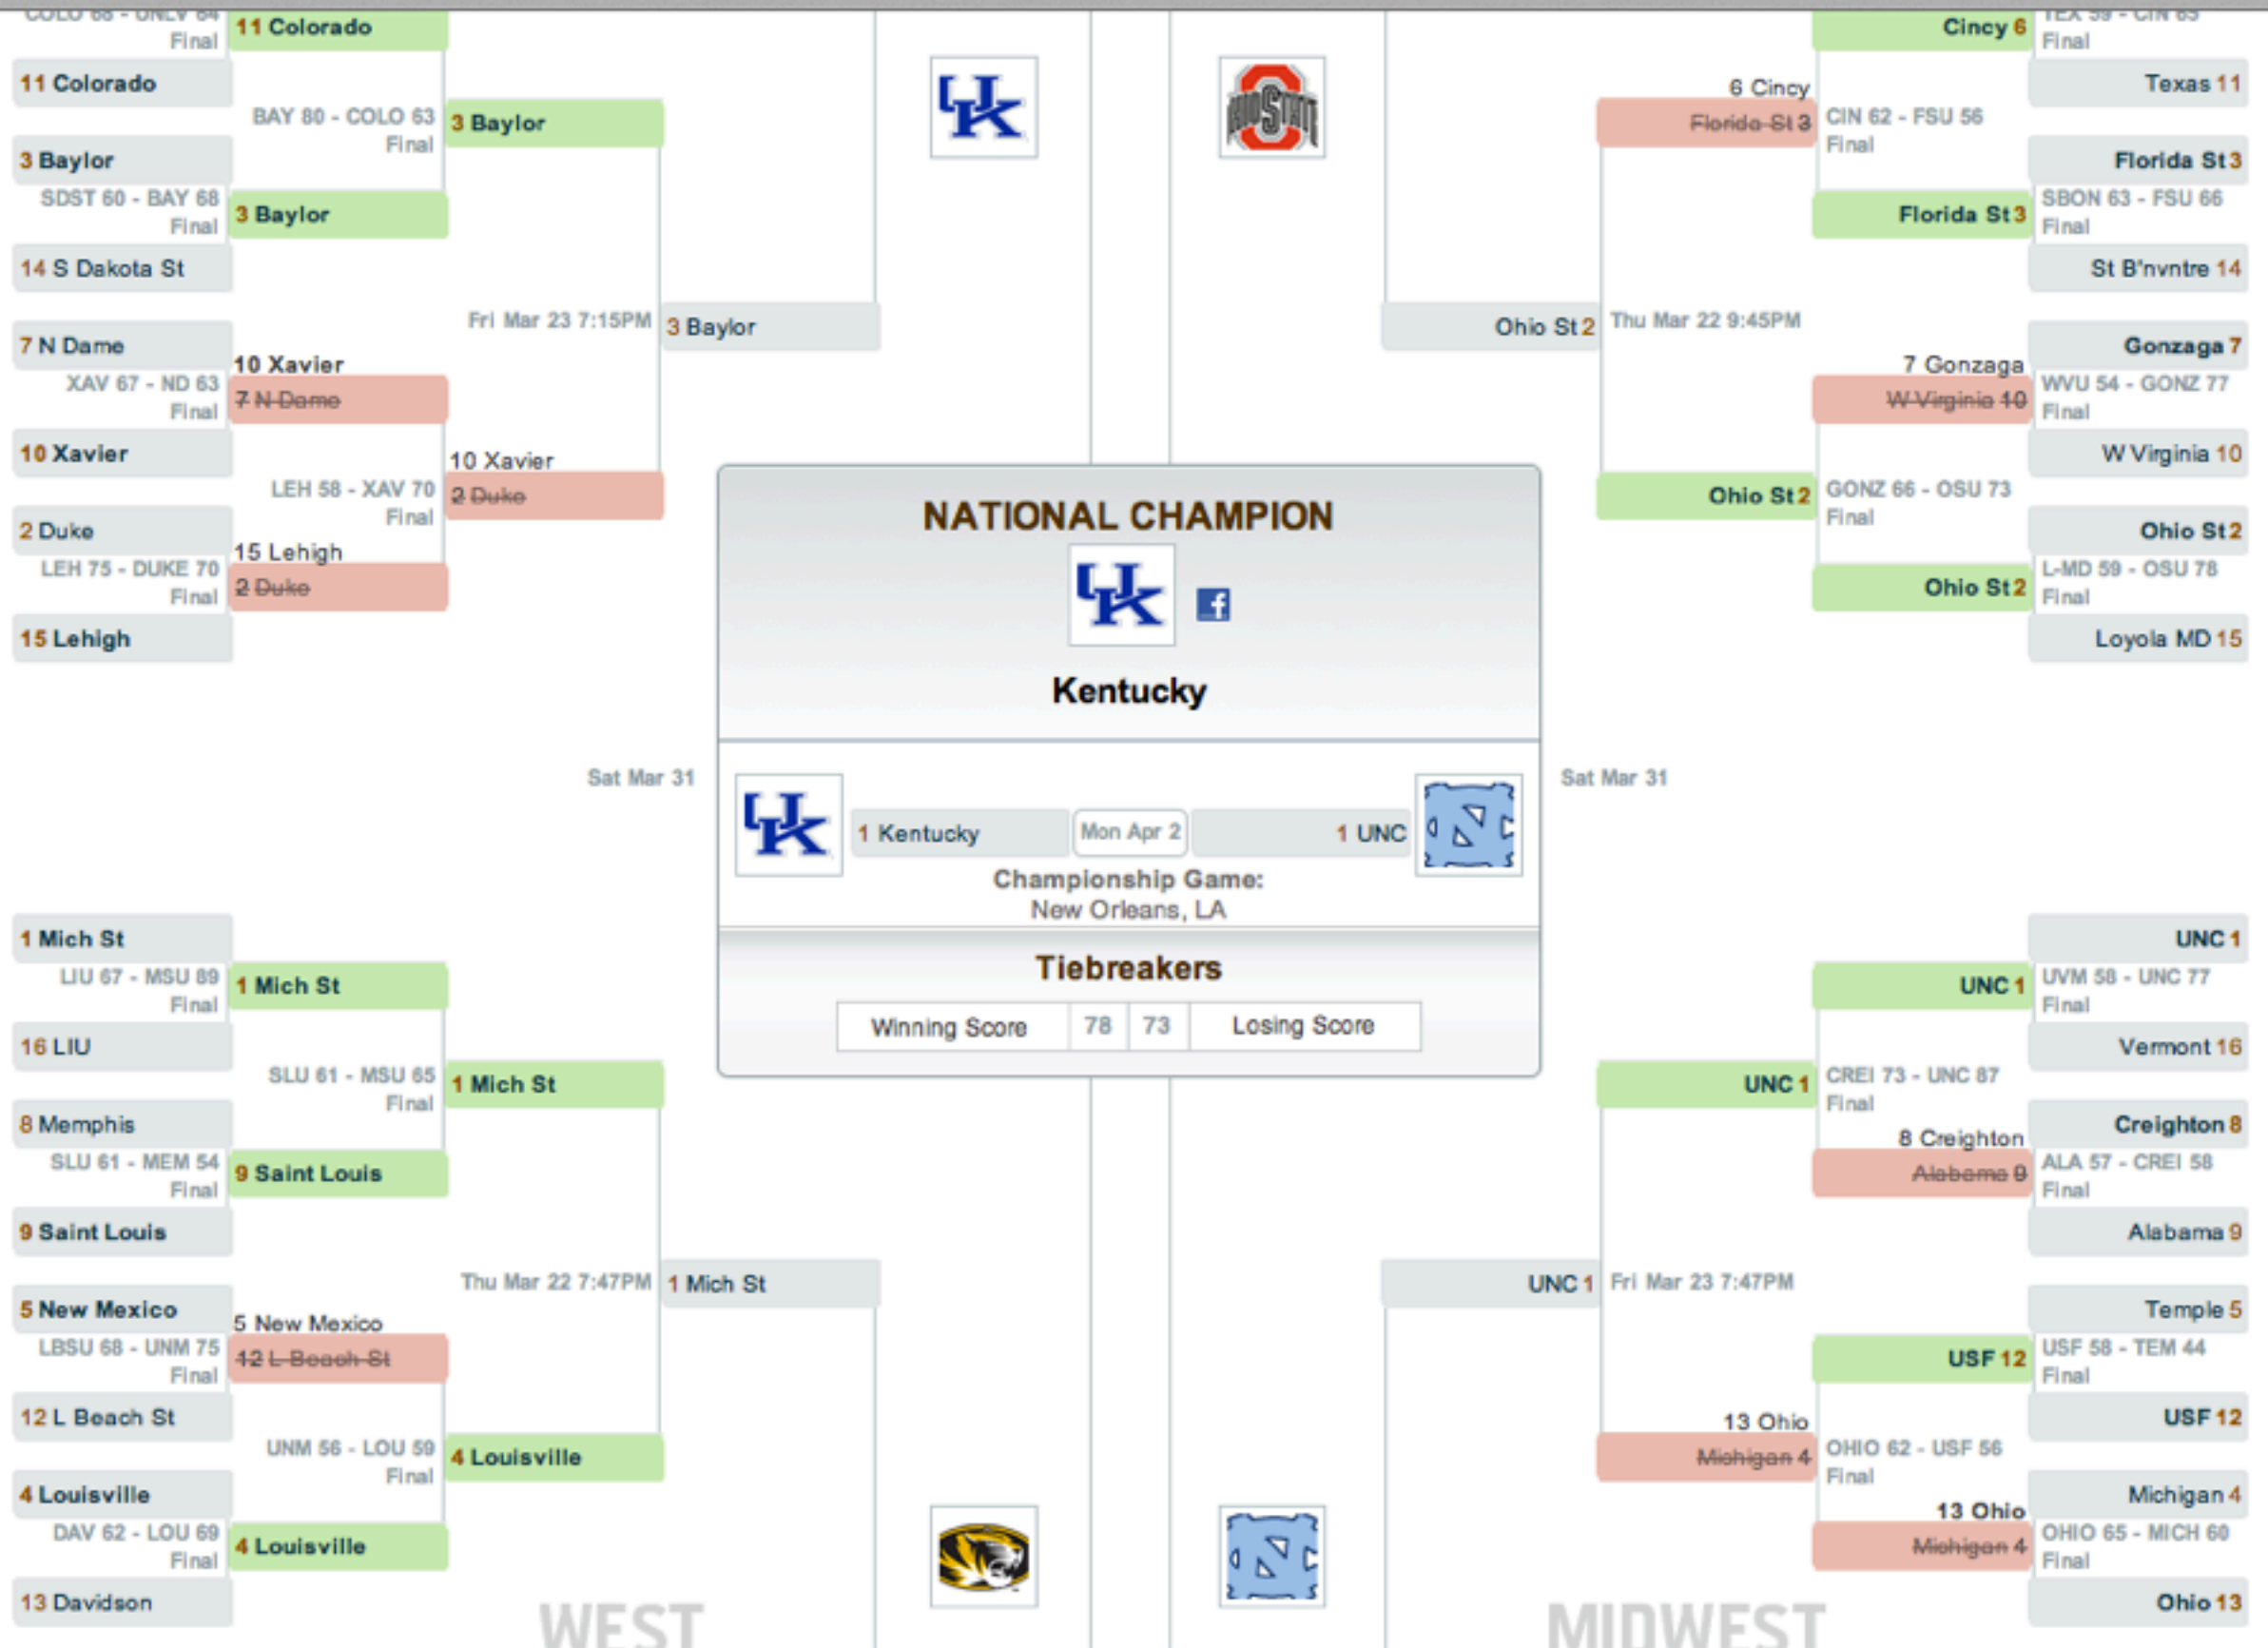 COLO 68 - UNLV 64
Final
11 Colorado
11 Colorado
BAY 80 - COLO 63
Final
3 Baylor
3 Baylor
SDST 60 - BAY 68
Final
3 Baylor
14 S Dakota St
Fri Mar 23 7:15PM
3 Baylor
7 N Dame
10 Xavier
XAV 67 - ND 63
Final
7 N Dame
10 Xavier
10 Xavier
LEH 58 - XAV 70
Final
2 Duke
2 Duke
15 Lehigh
LEH 75 - DUKE 70
Final
2 Duke
15 Lehigh
OHIO STATE
Cincy 6
TEX 59 - CIN 65
Final
Texas 11
6 Cincy
Florida St 3
CIN 62 - FSU 56
Final
Florida St 3
Florida St 3
SBON 63 - FSU 66
Final
St B'nvntre 14
Ohio St 2
Thu Mar 22 9:45PM
Gonzaga 7
7 Gonzaga
W Virginia 10
WVU 54 - GONZ 77
Final
W Virginia 10
Ohio St 2
GONZ 66 - OSU 73
Final
Ohio St 2
Ohio St 2
L-MD 59 - OSU 78
Final
Loyola MD 15
NATIONAL CHAMPION
UK
f
Kentucky
Sat Mar 31
Sat Mar 31
1 Kentucky
Mon Apr 2
1 UNC
Championship Game:
New Orleans, LA
Tiebreakers
Winning Score
78
73
Losing Score
1 Mich St
LIU 67 - MSU 89
Final
1 Mich St
16 LIU
SLU 61 - MSU 65
Final
1 Mich St
8 Memphis
SLU 61 - MEM 54
Final
9 Saint Louis
9 Saint Louis
Thu Mar 22 7:47PM
1 Mich St
5 New Mexico
5 New Mexico
LBSU 68 - UNM 75
Final
12 L Beach St
12 L Beach St
UNM 56 - LOU 59
Final
4 Louisville
4 Louisville
DAV 62 - LOU 69
Final
4 Louisville
13 Davidson
WEST
UNC 1
UNC 1
UVM 58 - UNC 77
Final
Vermont 16
UNC 1
CREI 73 - UNC 87
Final
Creighton 8
8 Creighton
Alabama 9
ALA 57 - CREI 58
Final
Alabama 9
UNC 1
Fri Mar 23 7:47PM
Temple 5
USF 12
USF 58 - TEM 44
Final
USF 12
13 Ohio
Michigan 4
OHIO 62 - USF 56
Final
Michigan 4
13 Ohio
Michigan 4
OHIO 65 - MICH 60
Final
Ohio 13
MIDWEST